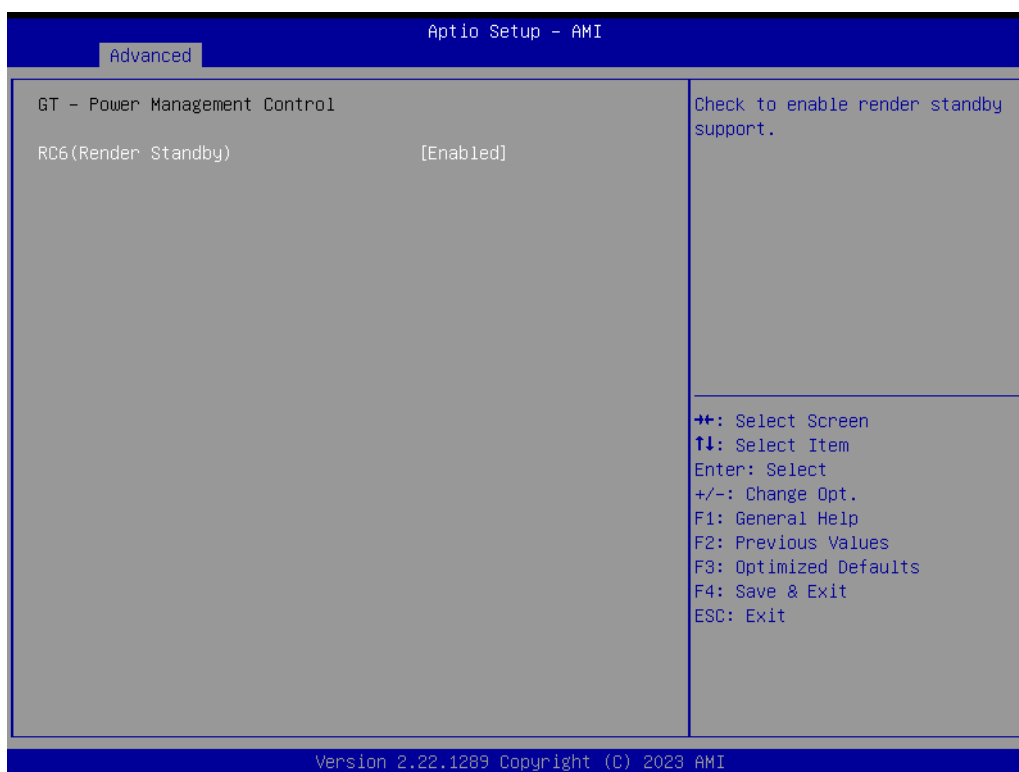 Aptio Setup – AMI
Advanced
GT – Power Management Control
RC6(Render Standby) [Enabled]
Check to enable render standby
support.
→←: Select Screen
↑↓: Select Item
Enter: Select
+/-: Change Opt.
F1: General Help
F2: Previous Values
F3: Optimized Defaults
F4: Save & Exit
ESC: Exit
Version 2.22.1289 Copyright (C) 2023 AMI